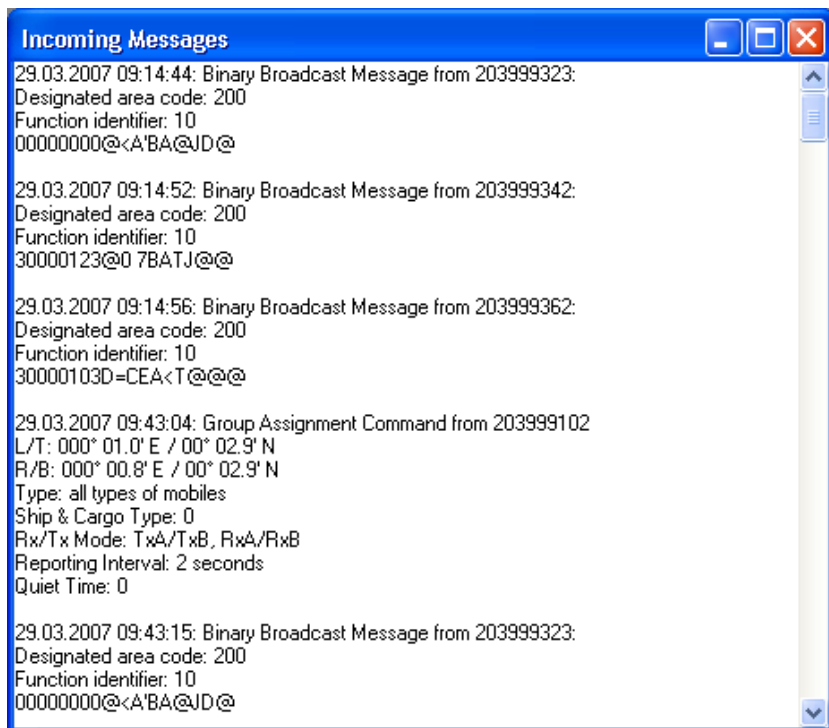 Incoming Messages
29.03.2007 09:14:44: Binary Broadcast Message from 203999323:
Designated area code: 200
Function identifier: 10
00000000@<A'BA@JD@
29.03.2007 09:14:52: Binary Broadcast Message from 203999342:
Designated area code: 200
Function identifier: 10
30000123@0 7BATJ@@
29.03.2007 09:14:56: Binary Broadcast Message from 203999362:
Designated area code: 200
Function identifier: 10
30000103D=CEA<T@@@
29.03.2007 09:43:04: Group Assignment Command from 203999102
L/T: 000° 01.0' E / 00° 02.9' N
R/B: 000° 00.8' E / 00° 02.9' N
Type: all types of mobiles
Ship & Cargo Type: 0
Rx/Tx Mode: TxA/TxB, RxA/RxB
Reporting Interval: 2 seconds
Quiet Time: 0
29.03.2007 09:43:15: Binary Broadcast Message from 203999323:
Designated area code: 200
Function identifier: 10
00000000@<A'BA@JD@